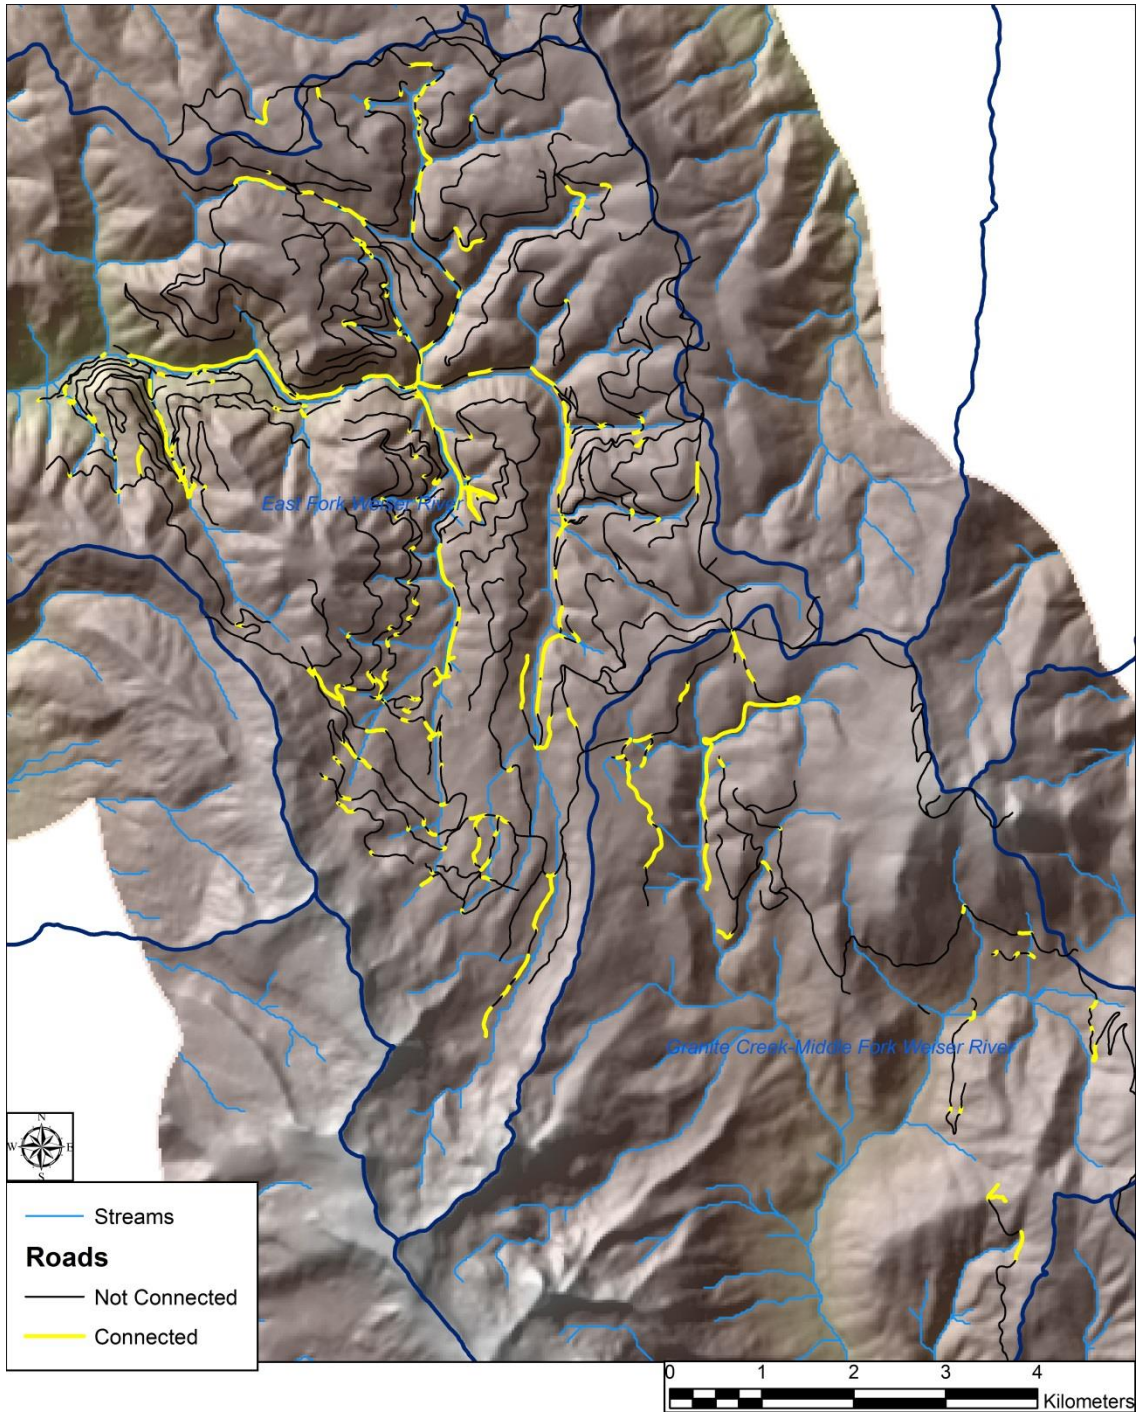 East Fork Weiser River
Granite Creek-Middle Fork Weiser River
N
W E
S
Streams
Roads
Not Connected
Connected
0 1 2 3 4
Kilometers